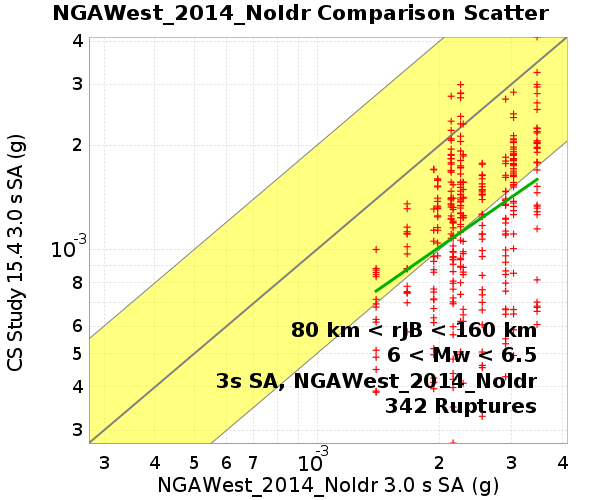 NGAWest_2014_NoIdr Comparison Scatter
CS Study 15.4 3.0 s SA (g)
4
3
2
10-3
8
6
5
4
3
80 km < rJB < 160 km
6 < Mw < 6.5
3s SA, NGAWest_2014_NoIdr
342 Ruptures
3 4 5 6 7 10-3 2 3 4
NGAWest_2014_NoIdr 3.0 s SA (g)